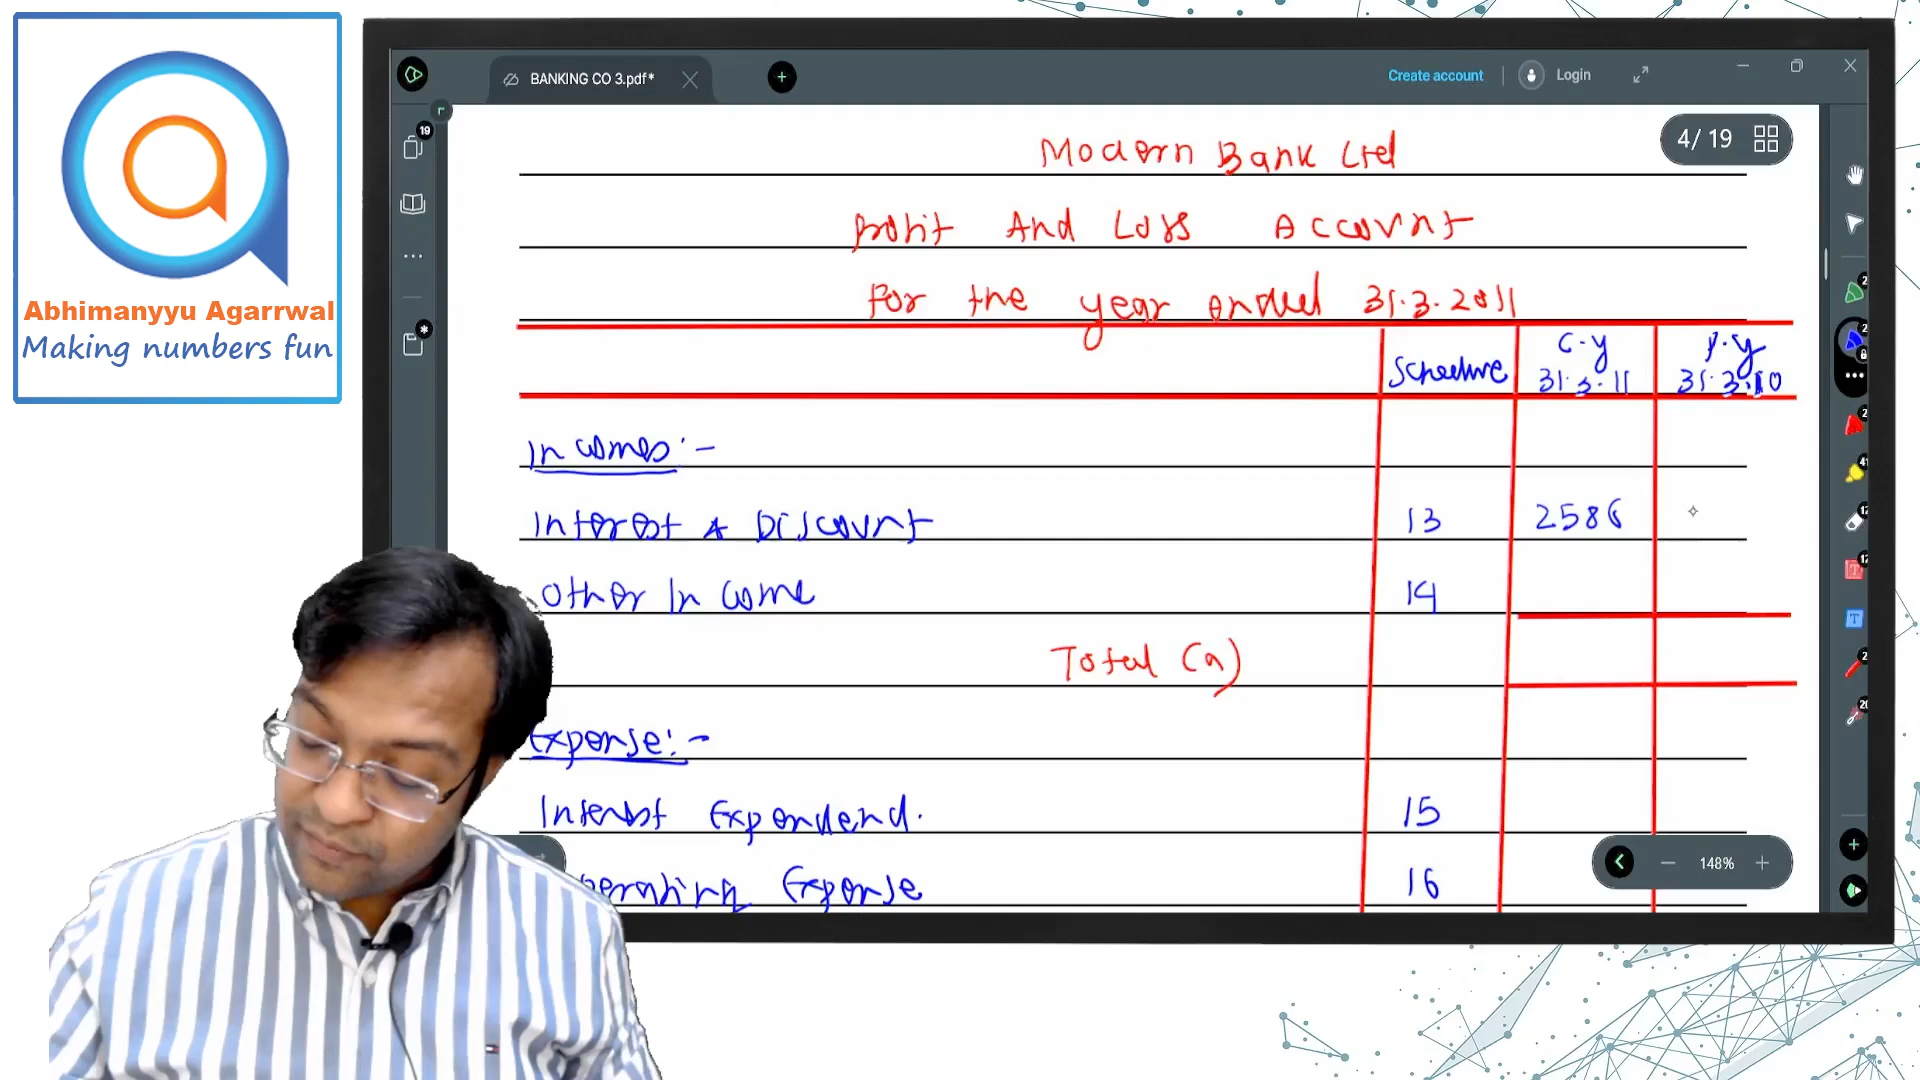 Abhimanyyu Agarrwal
Making numbers fun
BANKING CO 3.pdf*
Create account
Login
4/ 19
19
Modern Bank Ltd
Profit And Loss Account
For the year ended 31.3.2011
Schedule
C.y
31.3.11
P.y
31.3.10
Incomes:-
Interest & Discount 13 2586
Other Income 14
Total (a)
Expense:-
Interest Expended. 15
Operating Expense 16
148%